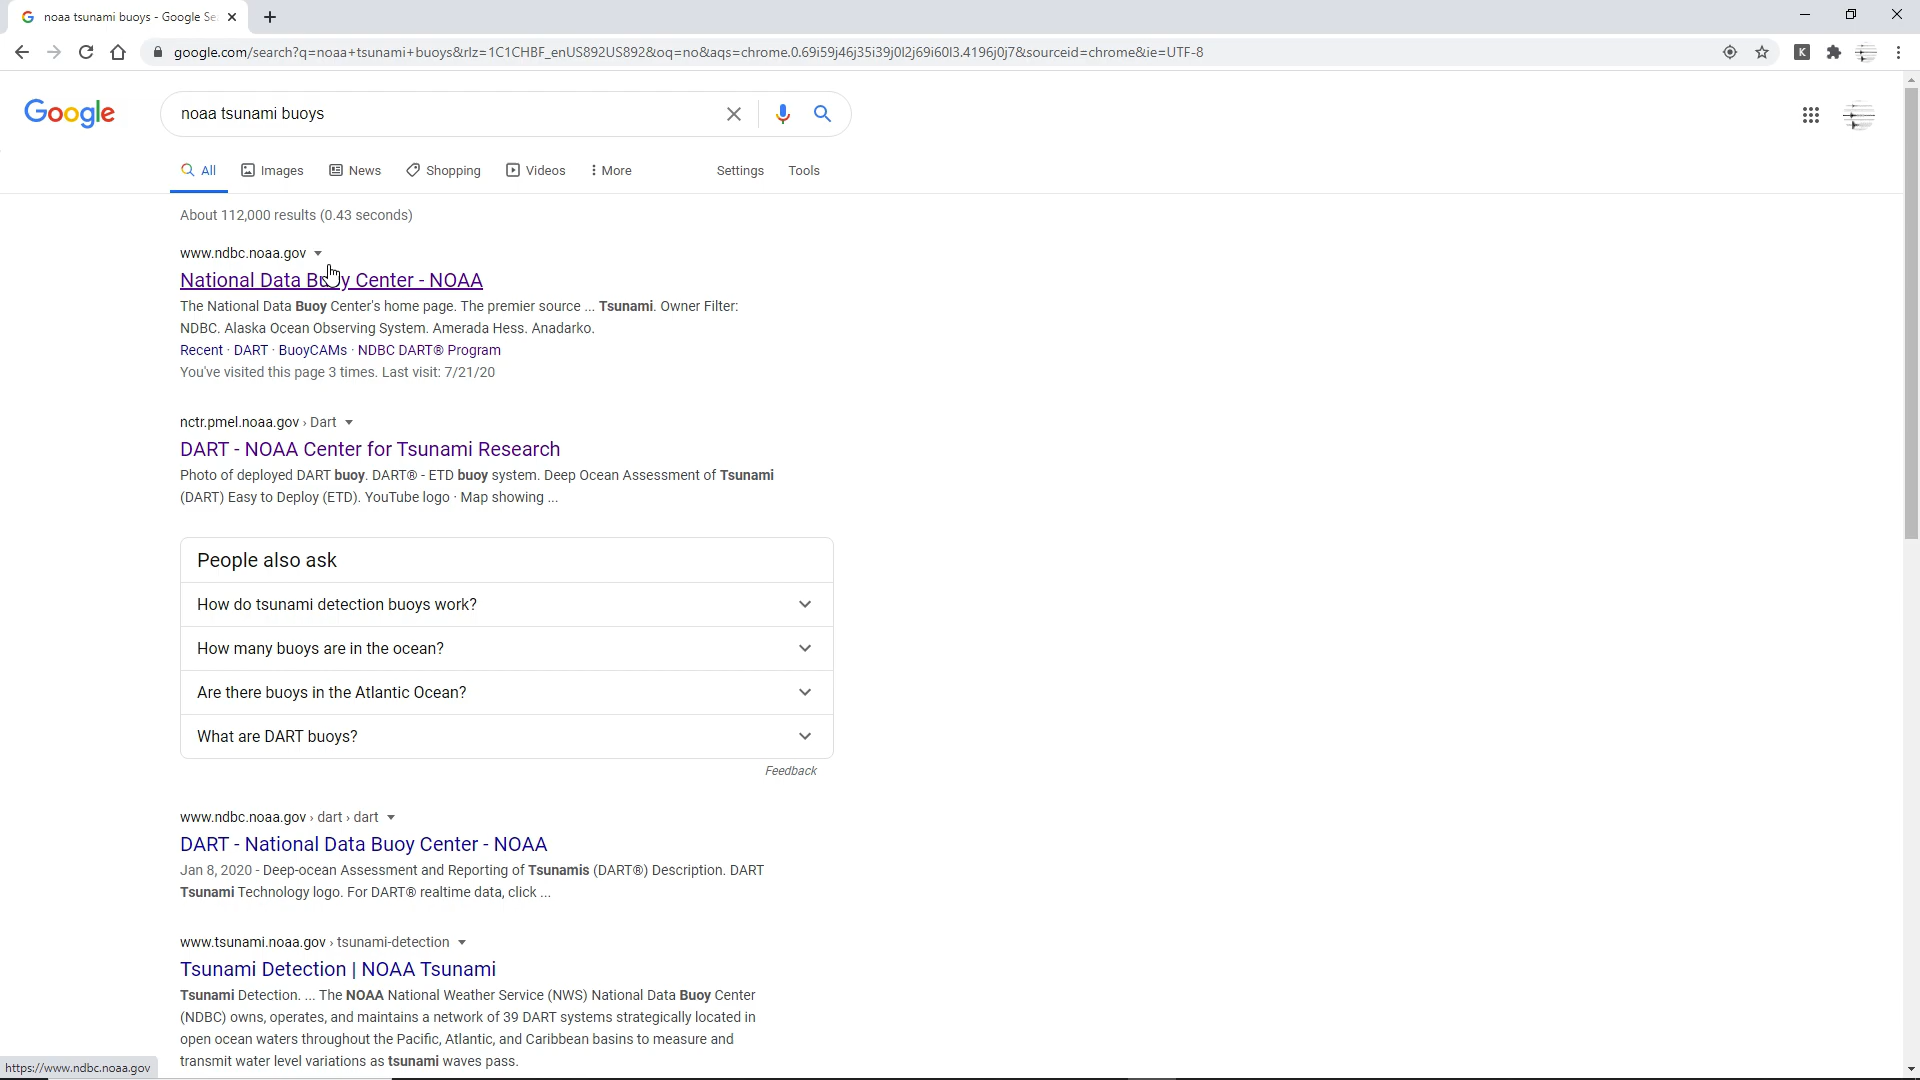 noaa tsunami buoys - Google Se
google.com/search?q=noaa+tsunami+buoys&rlz=1C1CHBF_enUS892US892&oq=no&aqs=chrome.0.69i59j46j35i39j0l2j69i60l3.4196j0j7&sourceid=chrome&ie=UTF-8
K
Google
noaa tsunami buoys
All Images News Shopping Videos More Settings Tools
About 112,000 results (0.43 seconds)
www.ndbc.noaa.gov
National Data Buoy Center - NOAA
The National Data Buoy Center's home page. The premier source ... Tsunami. Owner Filter:
NDBC. Alaska Ocean Observing System. Amerada Hess. Anadarko.
Recent · DART · BuoyCAMs · NDBC DART® Program
You've visited this page 3 times. Last visit: 7/21/20
nctr.pmel.noaa.gov › Dart
DART - NOAA Center for Tsunami Research
Photo of deployed DART buoy. DART® - ETD buoy system. Deep Ocean Assessment of Tsunami
(DART) Easy to Deploy (ETD). YouTube logo · Map showing ...
People also ask
How do tsunami detection buoys work?
How many buoys are in the ocean?
Are there buoys in the Atlantic Ocean?
What are DART buoys?
Feedback
www.ndbc.noaa.gov › dart › dart
DART - National Data Buoy Center - NOAA
Jan 8, 2020 - Deep-ocean Assessment and Reporting of Tsunamis (DART®) Description. DART
Tsunami Technology logo. For DART® realtime data, click ...
www.tsunami.noaa.gov › tsunami-detection
Tsunami Detection | NOAA Tsunami
Tsunami Detection. ... The NOAA National Weather Service (NWS) National Data Buoy Center
(NDBC) owns, operates, and maintains a network of 39 DART systems strategically located in
open ocean waters throughout the Pacific, Atlantic, and Caribbean basins to measure and
transmit water level variations as tsunami waves pass.
https://www.ndbc.noaa.gov